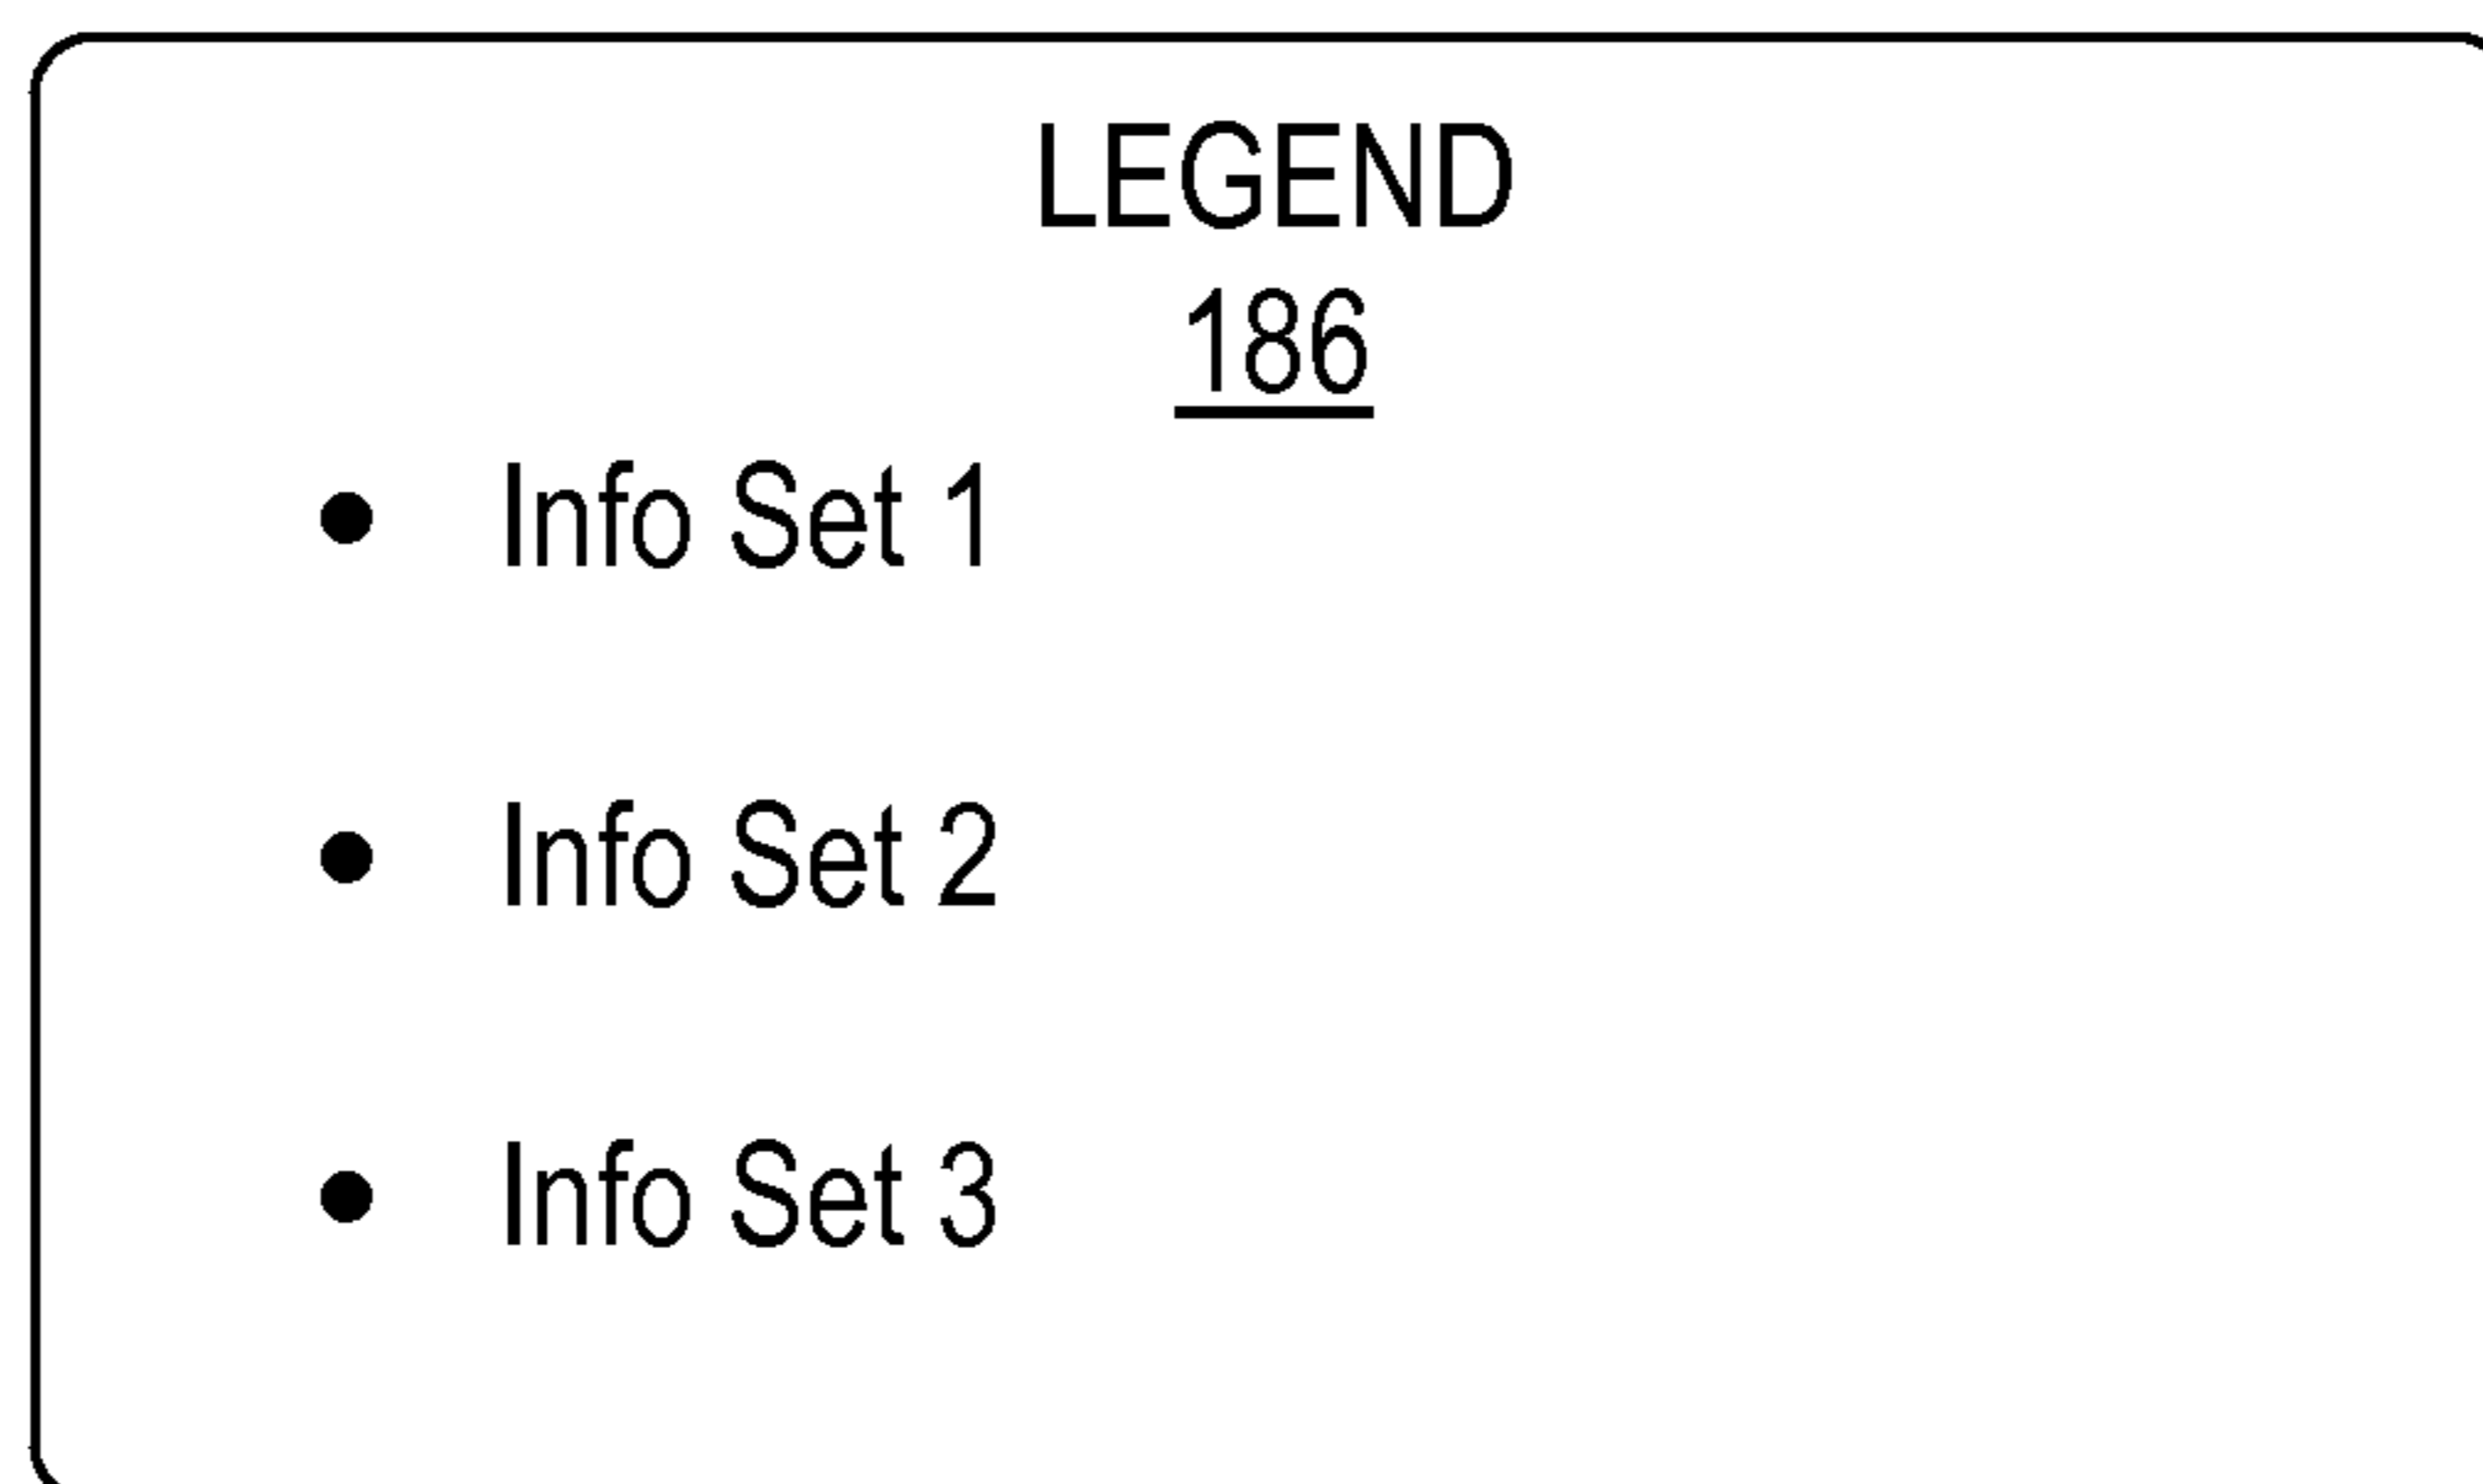 LEGEND
186
• Info Set 1
• Info Set 2
• Info Set 3